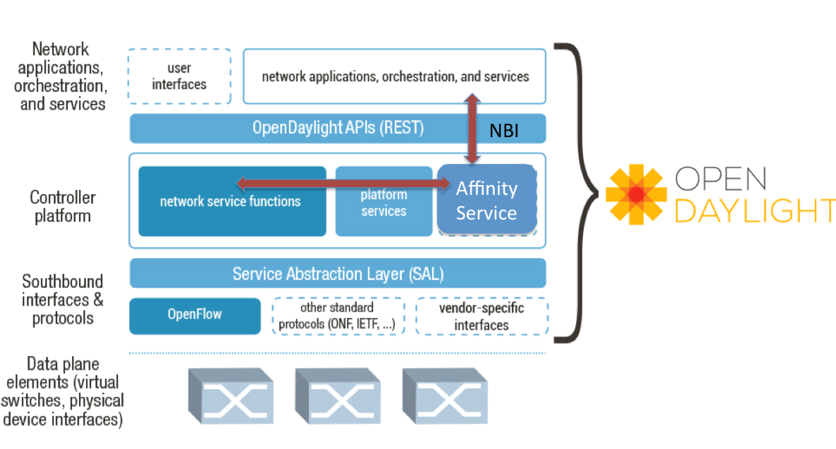 Network
applications,
orchestration,
and services
user
interfaces
network applications, orchestration, and services
OpenDaylight APIs (REST)
NBI
Controller
platform
network service functions
platform
services
Affinity
Service
Southbound
interfaces &
protocols
Service Abstraction Layer (SAL)
OpenFlow
other standard
protocols (ONF, IETF, ...)
vendor-specific
interfaces
Data plane
elements (virtual
switches, physical
device interfaces)
OPEN
DAYLIGHT